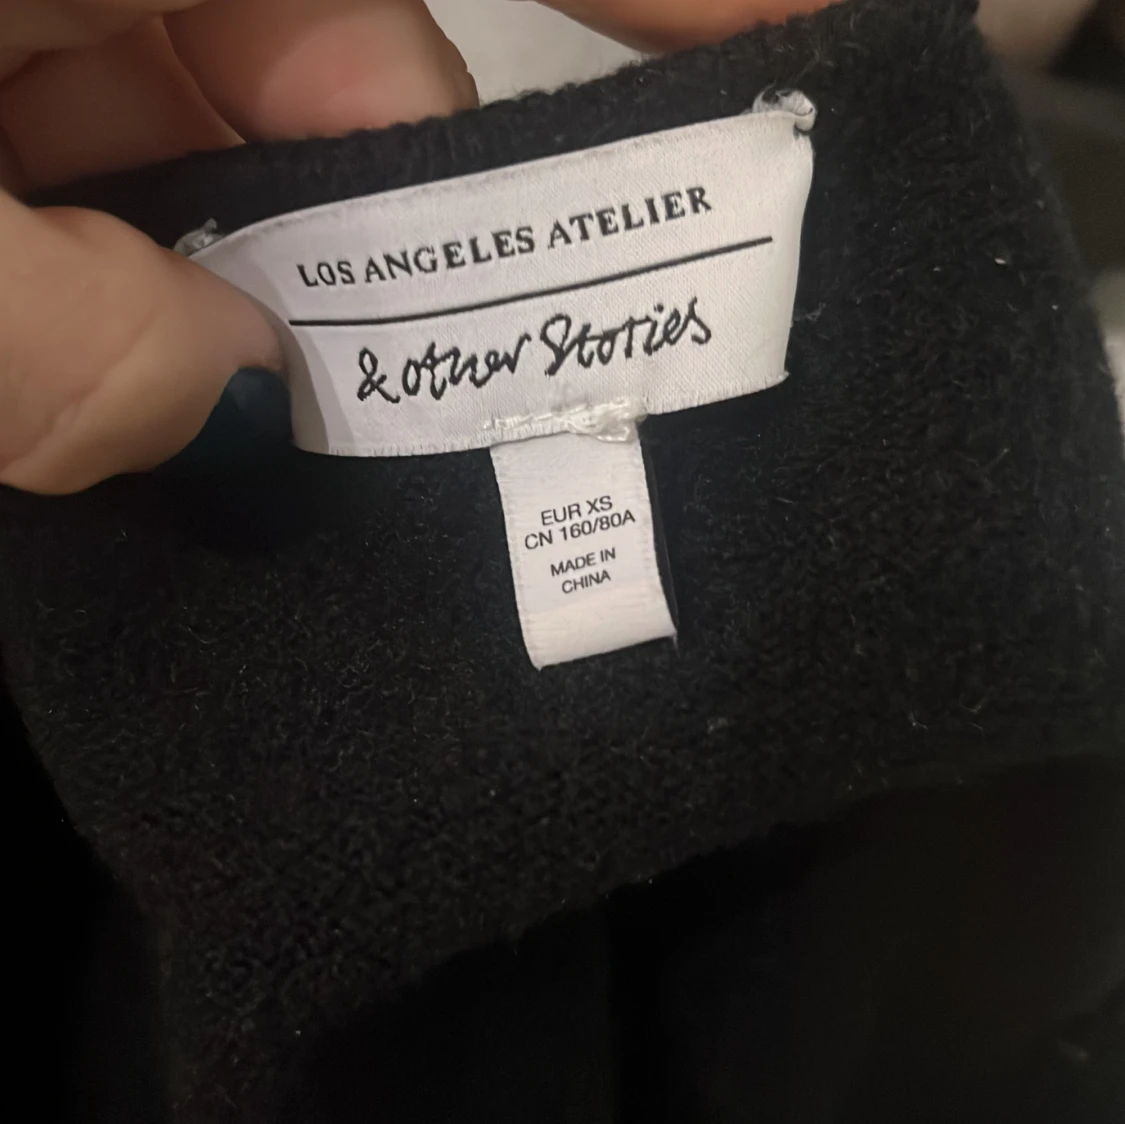 LOS ANGELES ATELIER
& other Stories
EUR XS
CN 160/80A
MADE IN
CHINA